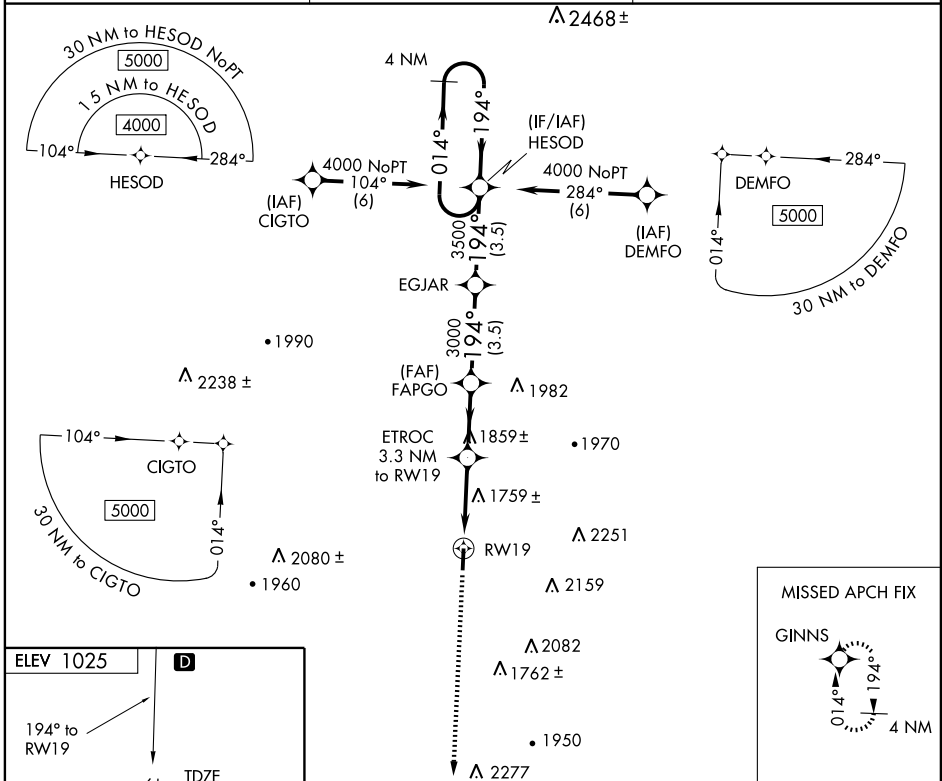 2468 ±
30 NM to HESOD NoPT
5000
15 NM to HESOD
4000
104°
284°
HESOD
4 NM
014°
194°
(IF/IAF)
HESOD
4000 NoPT
104°
(6)
(IAF)
CIGTO
4000 NoPT
284°
(6)
(IAF)
DEMFO
DEMFO
284°
5000
014°
30 NM to DEMFO
3500
194°
(3.5)
EGJAR
3000
194°
(3.5)
1990
2238 ±
(FAF)
FAPGO
1982
ETROC
3.3 NM
to RW19
1859 ±
1970
104°
CIGTO
5000
014°
30 NM to CIGTO
1759 ±
2251
RW19
2080 ±
1960
2159
2082
1762 ±
1950
2277
MISSED APCH FIX
GINNS
014°
194°
4 NM
ELEV 1025
D
194° to
RW19
TDZE